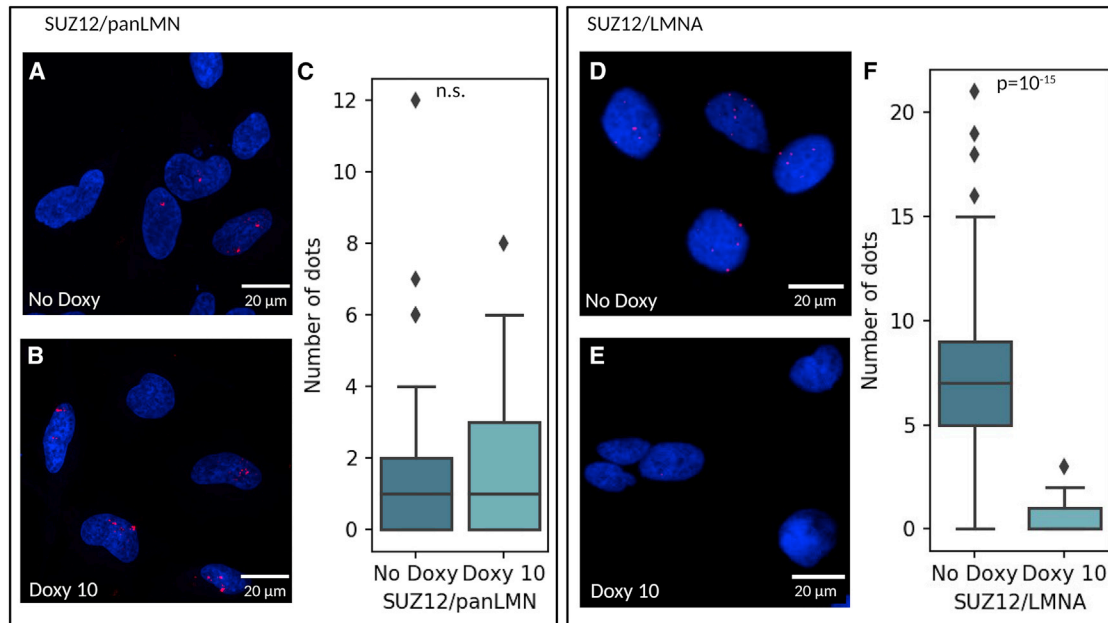 SUZ12/panLMN
A
No Doxy
20 µm
B
Doxy 10
20 µm
C
n.s.
Number of dots
12
10
8
6
4
2
0
No Doxy Doxy 10
SUZ12/panLMN
SUZ12/LMNA
D
No Doxy
20 µm
E
Doxy 10
20 µm
F
p=10⁻¹⁵
Number of dots
20
15
10
5
0
No Doxy Doxy 10
SUZ12/LMNA